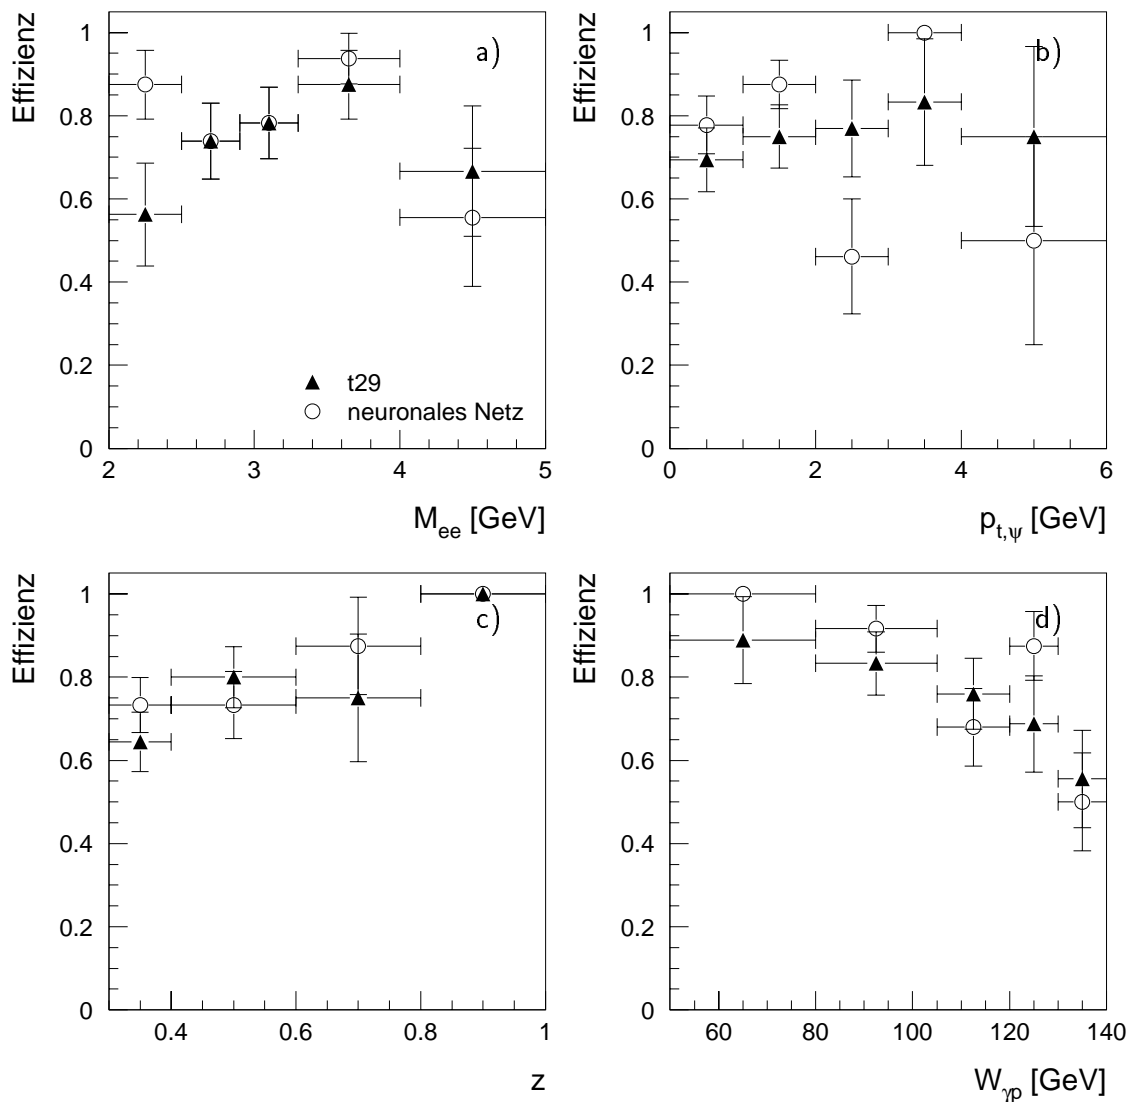 Effizienz
1
0.8
0.6
0.4
0.2
0
a)
t29
neuronales Netz
2 3 4 5
M_ee [GeV]
Effizienz
1
0.8
0.6
0.4
0.2
0
b)
0 2 4 6
p_t,ψ [GeV]
Effizienz
1
0.8
0.6
0.4
0.2
0
c)
0.4 0.6 0.8 1
z
Effizienz
1
0.8
0.6
0.4
0.2
0
d)
60 80 100 120 140
W_γp [GeV]